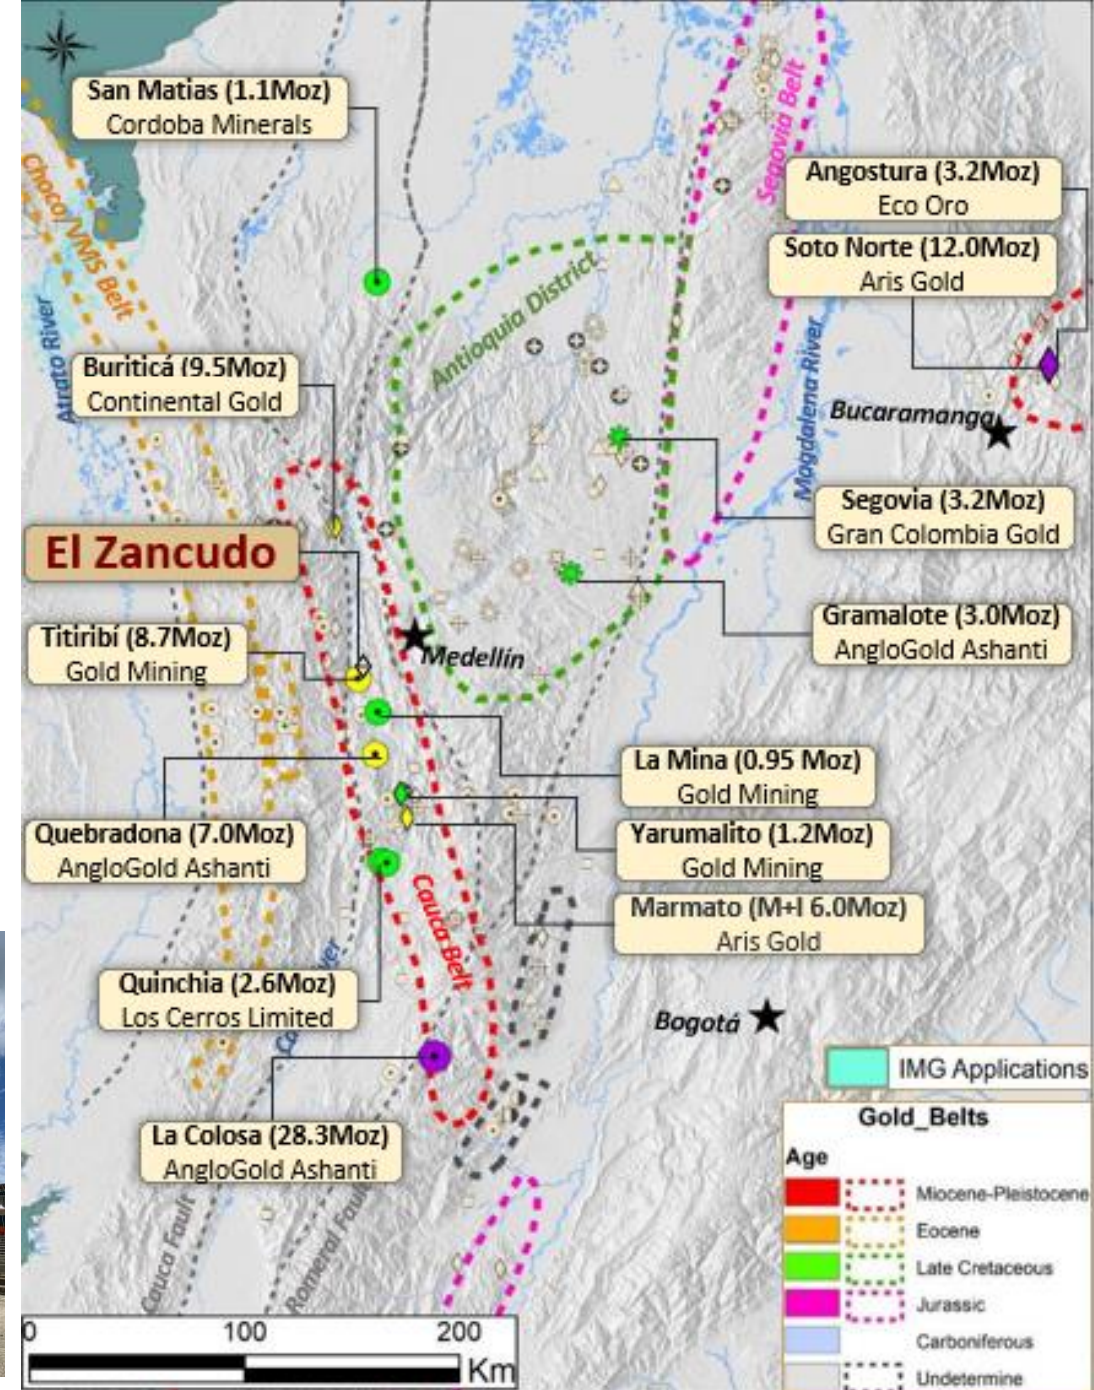 San Matias (1.1Moz)
Cordoba Minerals
Segovia Belt
Choco/VMS Belt
Angostura (3.2Moz)
Eco Oro
Soto Norte (12.0Moz)
Aris Gold
Antioquia District
Atrato River
Magdalena River
Buriticá (9.5Moz)
Continental Gold
Bucaramanga
Segovia (3.2Moz)
Gran Colombia Gold
El Zancudo
Titiribí (8.7Moz)
Gold Mining
Medellín
Gramalote (3.0Moz)
AngloGold Ashanti
La Mina (0.95 Moz)
Gold Mining
Quebradona (7.0Moz)
AngloGold Ashanti
Yarumalito (1.2Moz)
Gold Mining
Marmato (M+I 6.0Moz)
Aris Gold
Cauca Belt
Quinchia (2.6Moz)
Los Cerros Limited
Bogotá
La Colosa (28.3Moz)
AngloGold Ashanti
Cauca Fault
Romeral Fault
IMG Applications
Gold_Belts
Age
Miocene-Pleistocene
Eocene
Late Cretaceous
Jurassic
Carboniferous
Undetermine
0 100 200
Km